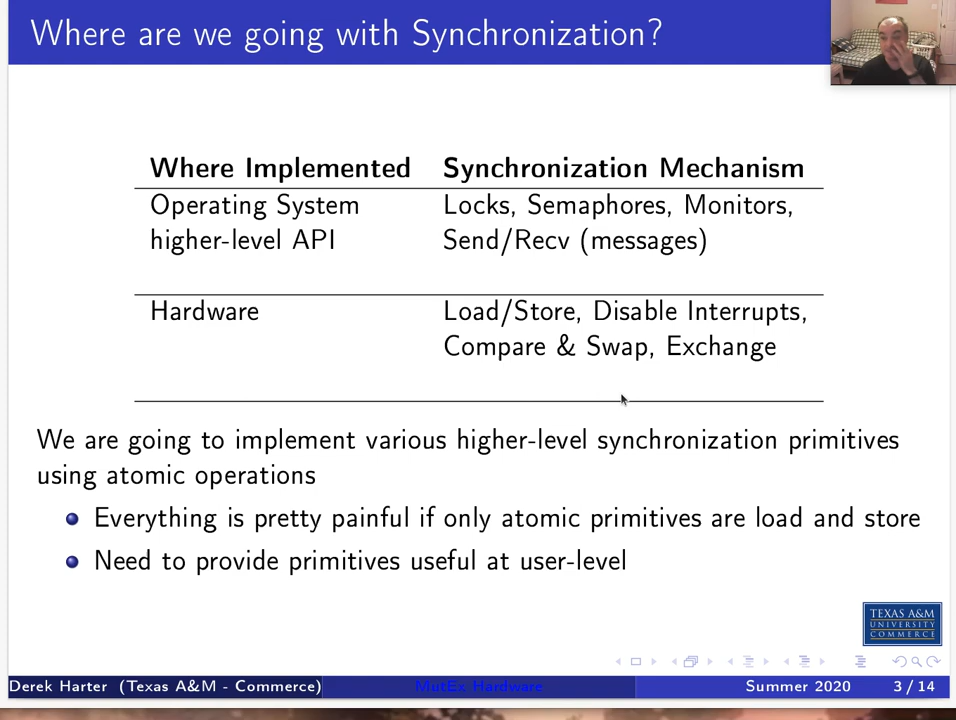 Where are we going with Synchronization?
Where Implemented Synchronization Mechanism
Operating System Locks, Semaphores, Monitors,
higher-level API Send/Recv (messages)
Hardware Load/Store, Disable Interrupts,
Compare & Swap, Exchange
We are going to implement various higher-level synchronization primitives
using atomic operations
Everything is pretty painful if only atomic primitives are load and store
Need to provide primitives useful at user-level
TEXAS A&M
UNIVERSITY
COMMERCE
Derek Harter (Texas A&M - Commerce) MutEx Hardware Summer 2020 3 / 14